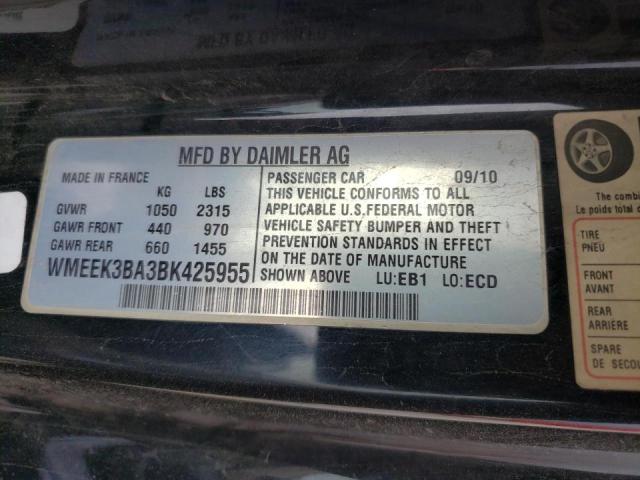 MFD BY DAIMLER AG
MADE IN FRANCE
KG LBS
GVWR 1050 2315
GAWR FRONT 440 970
GAWR REAR 660 1455
WMEEK3BA3BK425955
PASSENGER CAR 09/10
THIS VEHICLE CONFORMS TO ALL
APPLICABLE U.S.FEDERAL MOTOR
VEHICLE SAFETY BUMPER AND THEFT
PREVENTION STANDARDS IN EFFECT
ON THE DATE OF MANUFACTURE
SHOWN ABOVE LU:EB1 LO:ECD
The combi
Le poids total c
TIRE
PNEU
FRONT
AVANT
REAR
ARRIÈRE
SPARE
DE SECOU